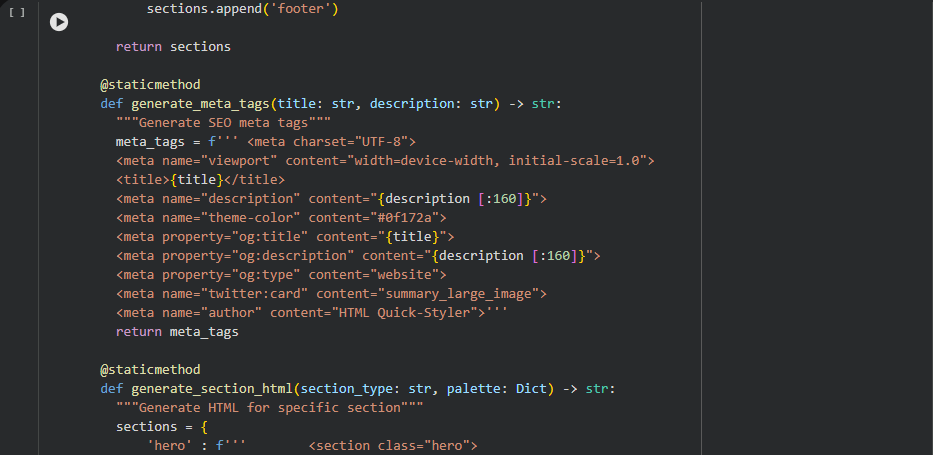 [ ]
sections.append('footer')
return sections
@staticmethod
def generate_meta_tags(title: str, description: str) -> str:
"""Generate SEO meta tags"""
meta_tags = f''' <meta charset="UTF-8">
<meta name="viewport" content="width=device-width, initial-scale=1.0">
<title>{title}</title>
<meta name="description" content="{description [:160]}">
<meta name="theme-color" content="#0f172a">
<meta property="og:title" content="{title}">
<meta property="og:description" content="{description [:160]}">
<meta property="og:type" content="website">
<meta name="twitter:card" content="summary_large_image">
<meta name="author" content="HTML Quick-Styler">'''
return meta_tags
@staticmethod
def generate_section_html(section_type: str, palette: Dict) -> str:
"""Generate HTML for specific section"""
sections = {
'hero' : f''' <section class="hero">